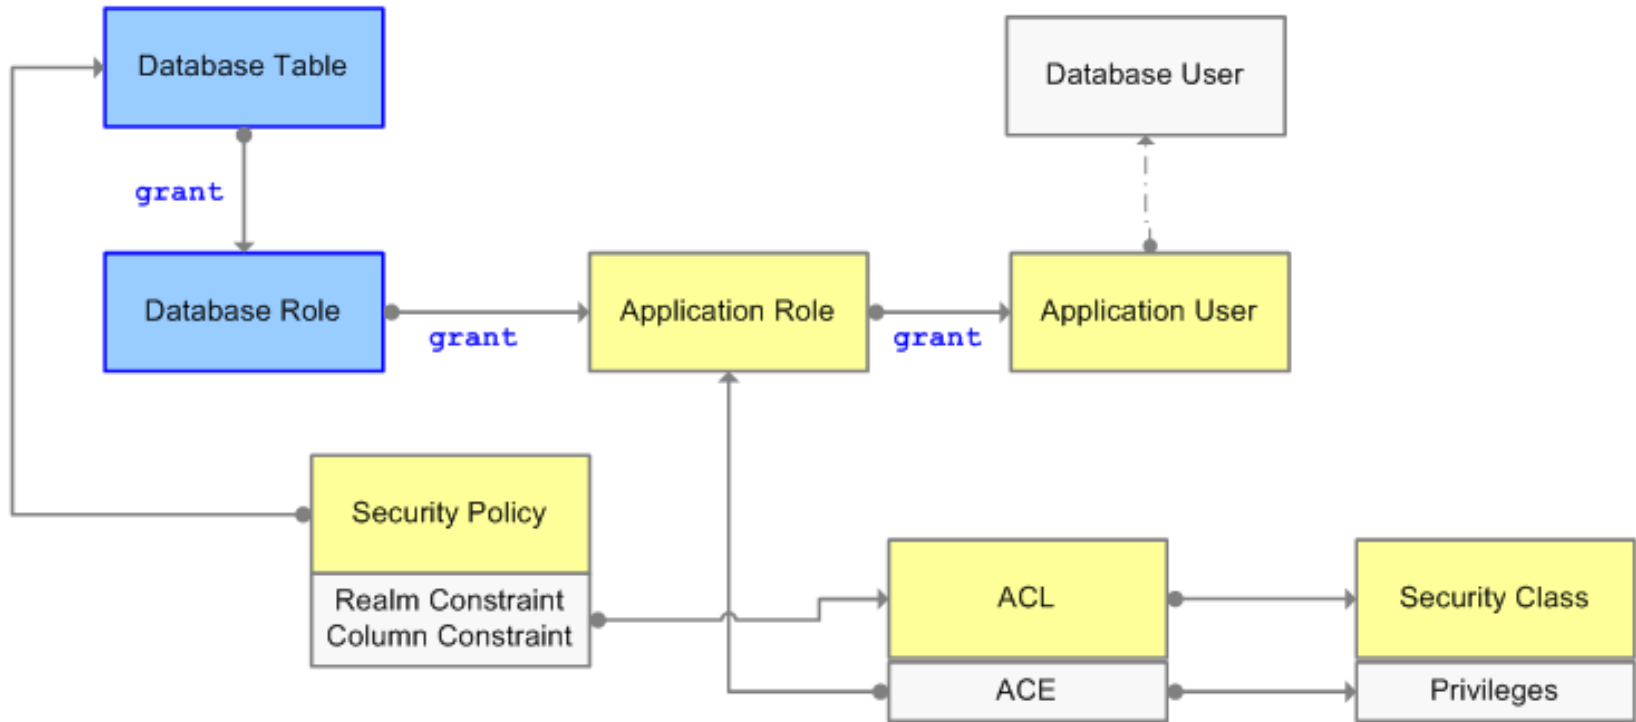 Database Table
Database User
grant
Database Role
grant
Application Role
grant
Application User
Security Policy
Realm Constraint
Column Constraint
ACL
Security Class
ACE
Privileges